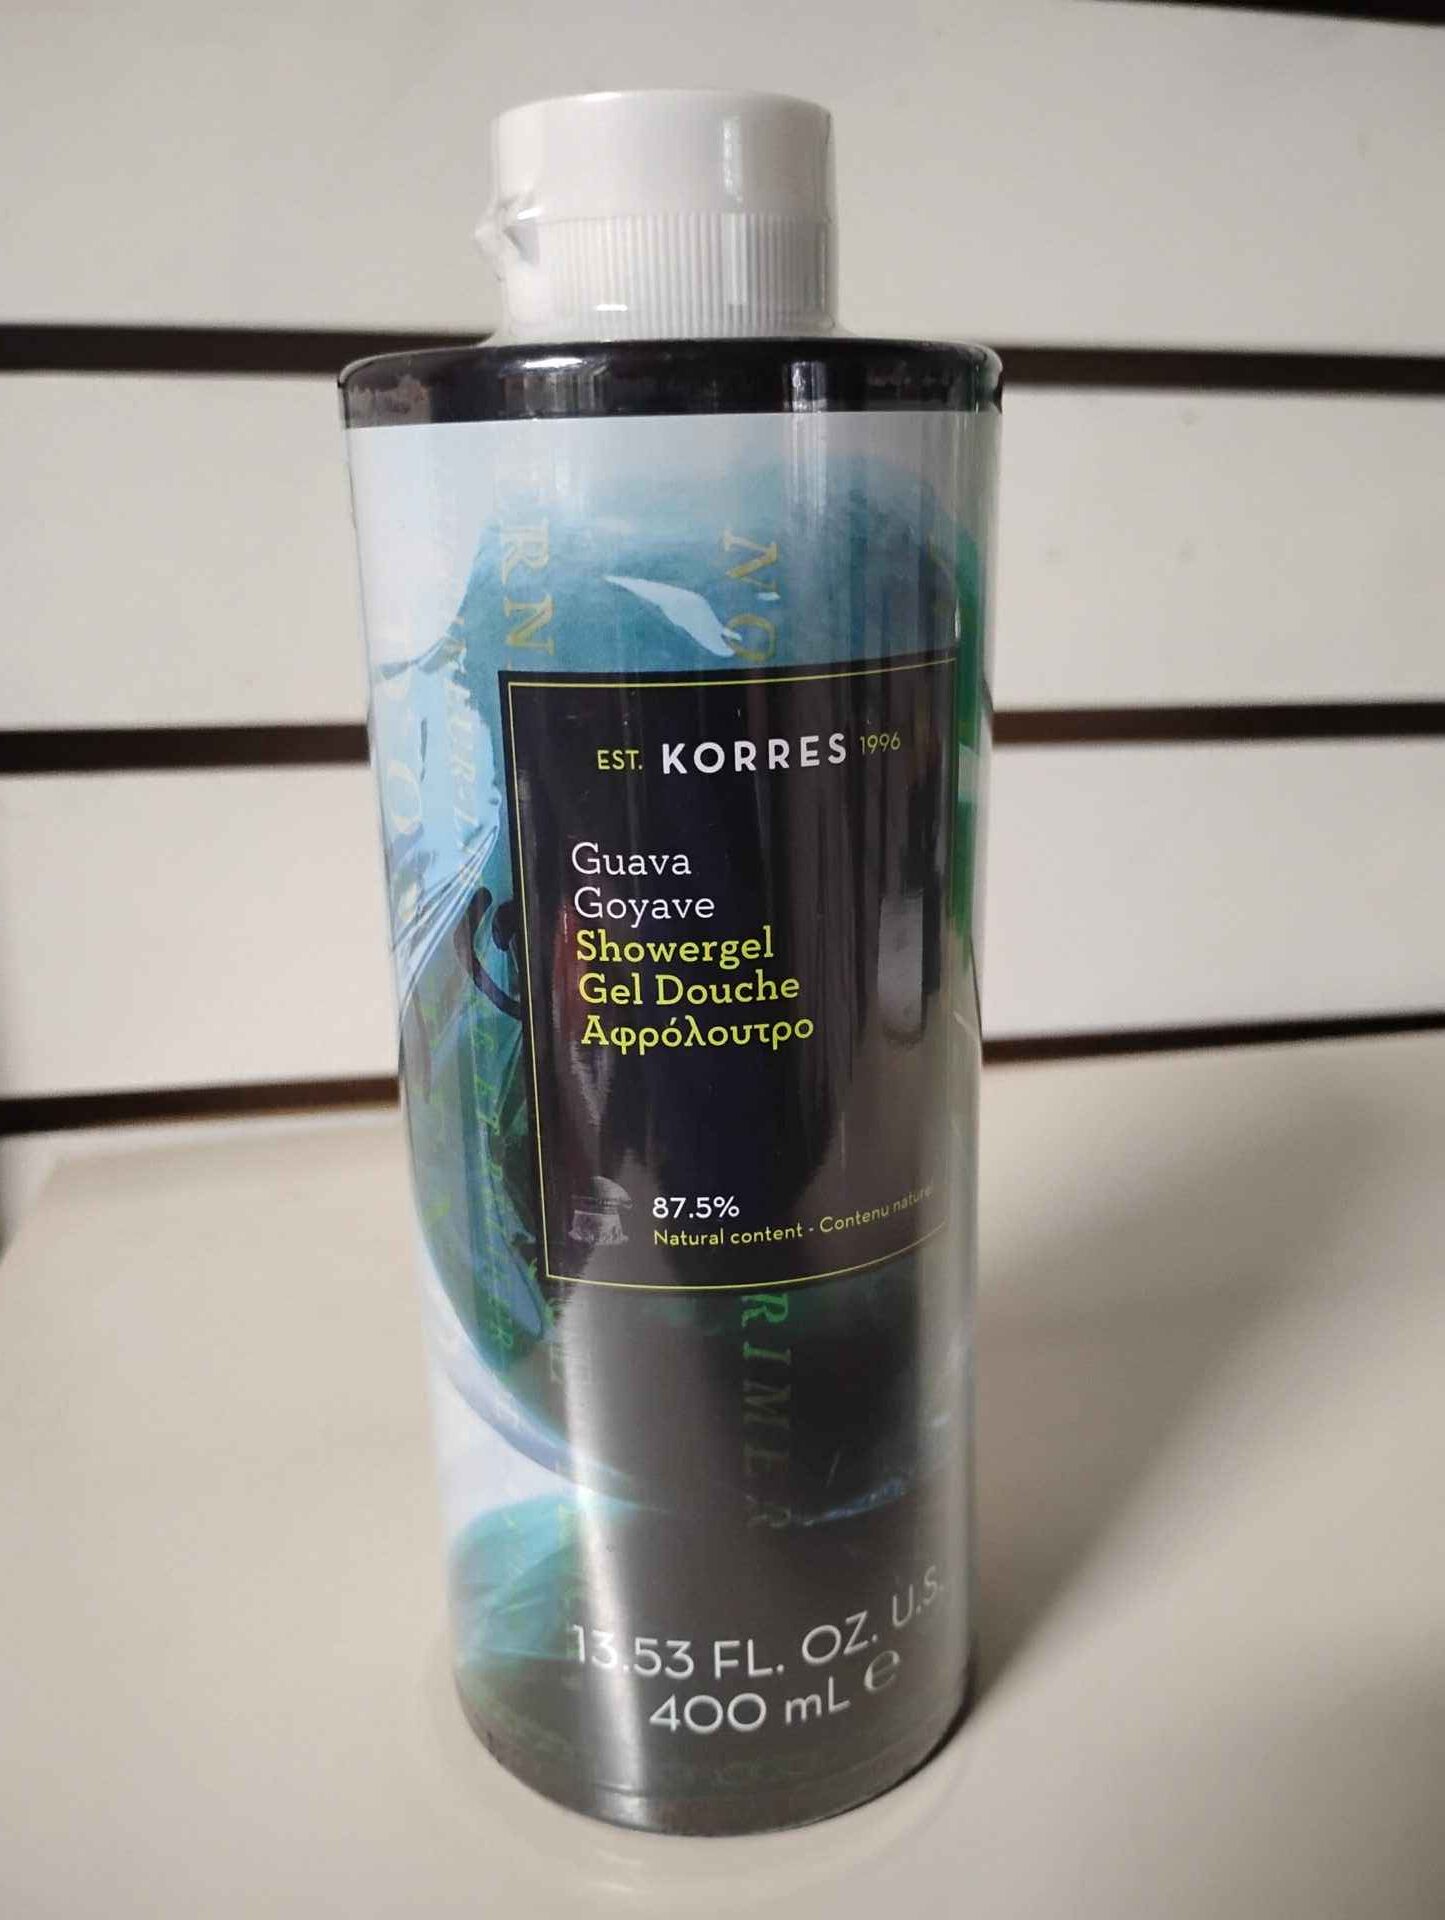 EST. KORRES 1996
Guava
Goyave
Showergel
Gel Douche
Αφρόλουτρο
87.5%
Natural content - Contenu naturel
13.53 FL. OZ. U.S.
400 mL ℮